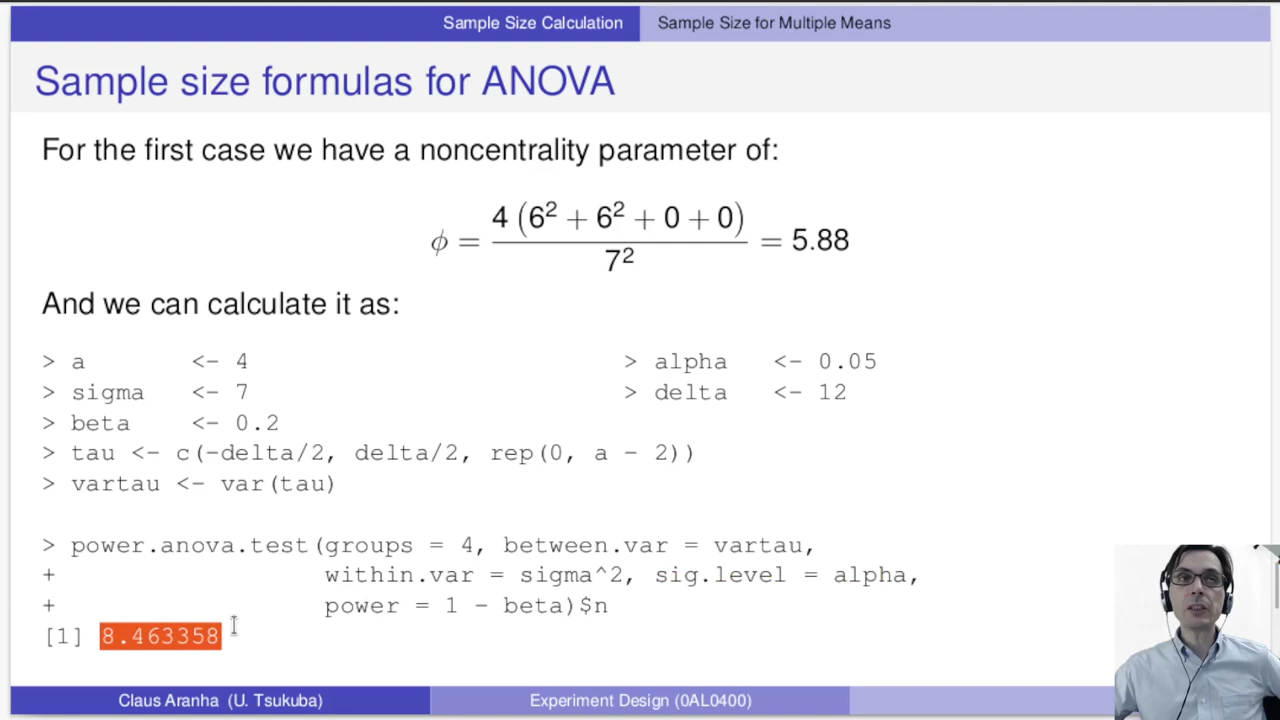 Sample Size Calculation Sample Size for Multiple Means
Sample size formulas for ANOVA
For the first case we have a noncentrality parameter of:
ϕ = 4 (6² + 6² + 0 + 0) / 7² = 5.88
And we can calculate it as:
> a <- 4 > alpha <- 0.05
> sigma <- 7 > delta <- 12
> beta <- 0.2
> tau <- c(-delta/2, delta/2, rep(0, a - 2))
> vartau <- var(tau)
> power.anova.test(groups = 4, between.var = vartau,
+ within.var = sigma^2, sig.level = alpha,
+ power = 1 - beta)$n
[1] 8.463358
Claus Aranha (U. Tsukuba) Experiment Design (0AL0400)